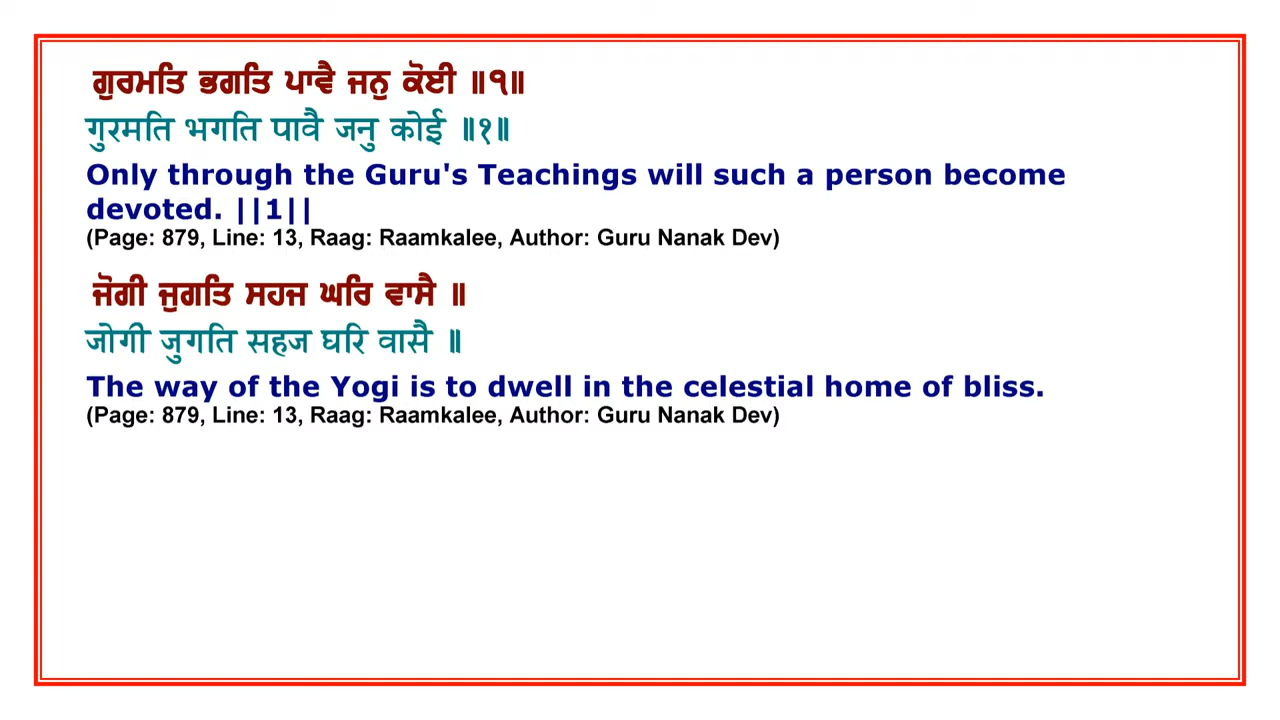 ਗੁਰਮਤਿ ਭਗਤਿ ਪਾਵੈ ਜਨੁ ਕੋਈ ॥੧॥
गुरमति भगति पावै जनु कोई ॥१॥
Only through the Guru's Teachings will such a person become
devoted. ||1||
(Page: 879, Line: 13, Raag: Raamkalee, Author: Guru Nanak Dev)
ਜੋਗੀ ਜੁਗਤਿ ਸਹਜ ਘਰਿ ਵਾਸੈ ॥
जोगी जुगति सहज घरि वासै ॥
The way of the Yogi is to dwell in the celestial home of bliss.
(Page: 879, Line: 13, Raag: Raamkalee, Author: Guru Nanak Dev)